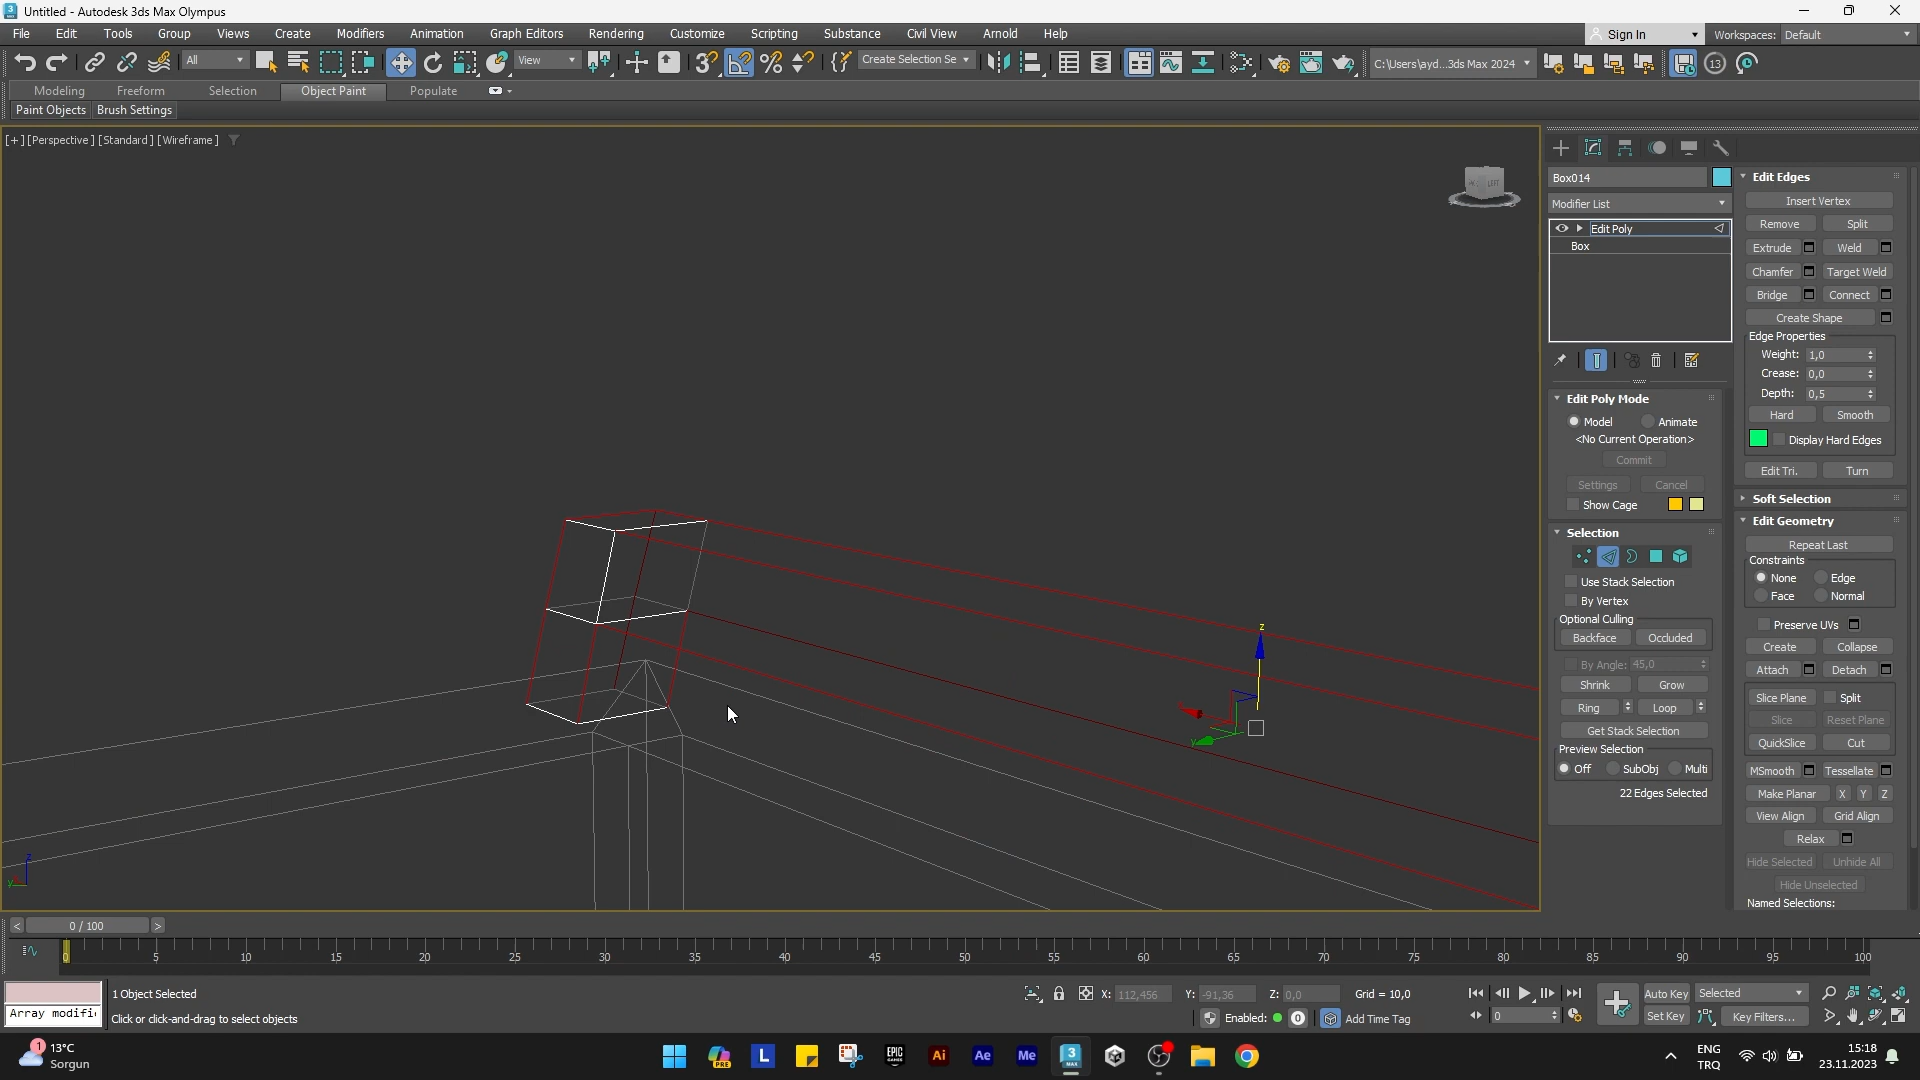 Untitled - Autodesk 3ds Max Olympus
File Edit Tools Group Views Create Modifiers Animation Graph Editors Rendering Customize Scripting Substance Civil View Arnold Help
Sign In
Workspaces: Default
All
View
Create Selection Se
C:\Users\ayd...3ds Max 2024
13
Modeling Freeform Selection Object Paint Populate
Paint Objects Brush Settings
[+] [Perspective] [Standard] [Wireframe]
LEFT
z
y
z
y
Box014
Modifier List
Edit Poly
Box
Edit Poly Mode
Model Animate
<No Current Operation>
Commit
Settings Cancel
Show Cage
Selection
Use Stack Selection
By Vertex
Optional Culling
Backface Occluded
By Angle: 45,0
Shrink Grow
Ring Loop
Get Stack Selection
Preview Selection
Off SubObj Multi
22 Edges Selected
Edit Edges
Insert Vertex
Remove Split
Extrude Weld
Chamfer Target Weld
Bridge Connect
Create Shape
Edge Properties
Weight: 1,0
Crease: 0,0
Depth: 0,5
Hard Smooth
Display Hard Edges
Edit Tri. Turn
Soft Selection
Edit Geometry
Repeat Last
Constraints
None Edge
Face Normal
Preserve UVs
Create Collapse
Attach Detach
Slice Plane Split
Slice Reset Plane
QuickSlice Cut
MSmooth Tessellate
Make Planar X Y Z
View Align Grid Align
Relax
Hide Selected Unhide All
Hide Unselected
Named Selections:
< 0 / 100 >
0 5 10 15 20 25 30 35 40 45 50 55 60 65 70 75 80 85 90 95 100
Array modifi
1 Object Selected
Click or click-and-drag to select objects
X: 112,456 Y: -91,36 Z: 0,0 Grid = 10,0
Enabled: 0 Add Time Tag
0
Auto Key Selected
Set Key Key Filters...
1
13°C
Sorgun
PRE
L
EPIC
GAMES
Ai
Ae
Me
3
MAX
ENG
TRQ
15:18
23.11.2023